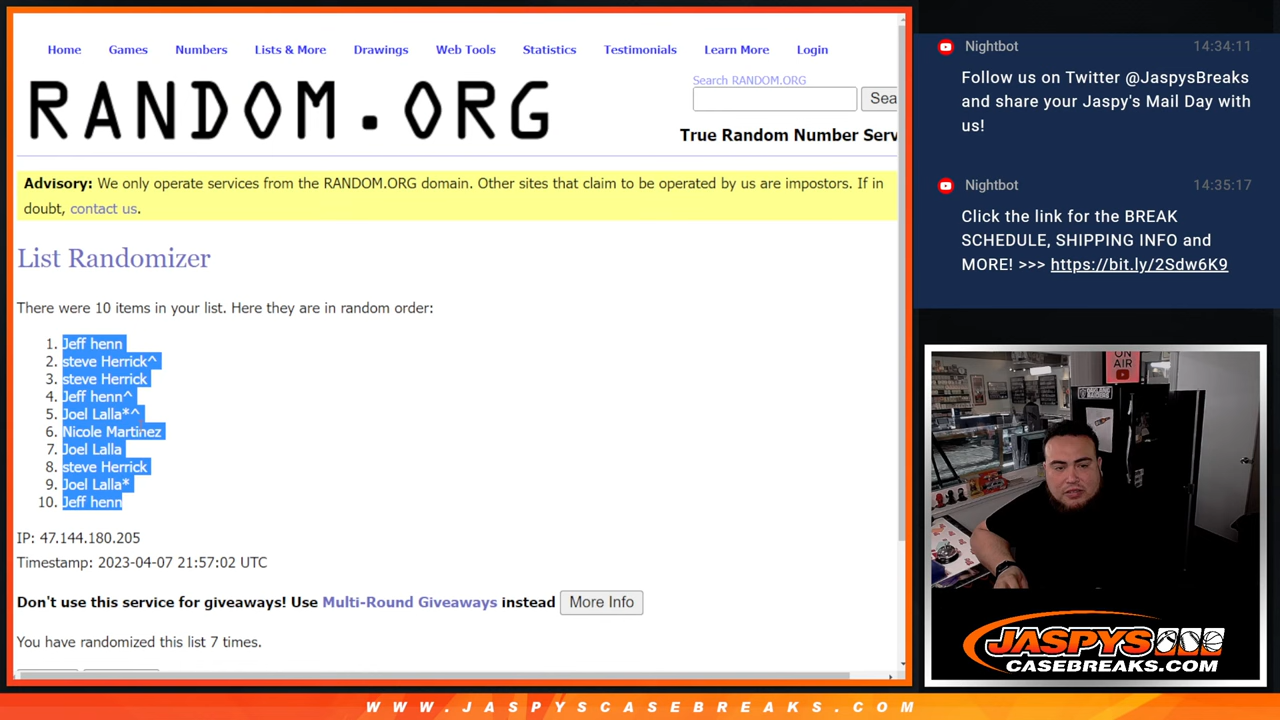 Home Games Numbers Lists & More Drawings Web Tools Statistics Testimonials Learn More Login
RANDOM.ORG
Search RANDOM.ORG
Sea
True Random Number Serv
Advisory: We only operate services from the RANDOM.ORG domain. Other sites that claim to be operated by us are impostors. If in
doubt, contact us.
List Randomizer
There were 10 items in your list. Here they are in random order:
1. Jeff henn
2. steve Herrick^
3. steve Herrick
4. Jeff henn^
5. Joel Lalla*^
6. Nicole Martinez
7. Joel Lalla
8. steve Herrick
9. Joel Lalla*
10. Jeff henn
IP: 47.144.180.205
Timestamp: 2023-04-07 21:57:02 UTC
Don't use this service for giveaways! Use Multi-Round Giveaways instead More Info
You have randomized this list 7 times.
Nightbot 14:34:11
Follow us on Twitter @JaspysBreaks
and share your Jaspy's Mail Day with
us!
Nightbot 14:35:17
Click the link for the BREAK
SCHEDULE, SHIPPING INFO and
MORE! >>> https://bit.ly/2Sdw6K9
ON
AIR
JASPYS
CASEBREAKS.COM
WWW.JASPYSCASEBREAKS.COM